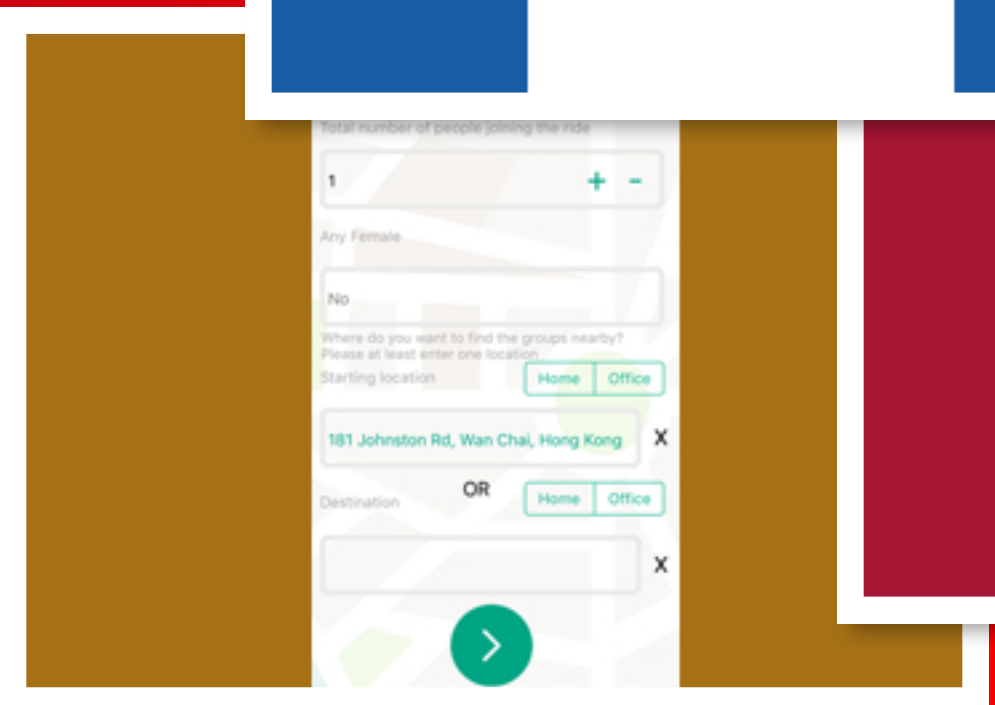 Total number of people joining the ride
1 + -
Any Female
No
Where do you want to find the groups nearby?
Please at least enter one location
Starting location Home Office
181 Johnston Rd, Wan Chai, Hong Kong X
OR
Destination Home Office
X